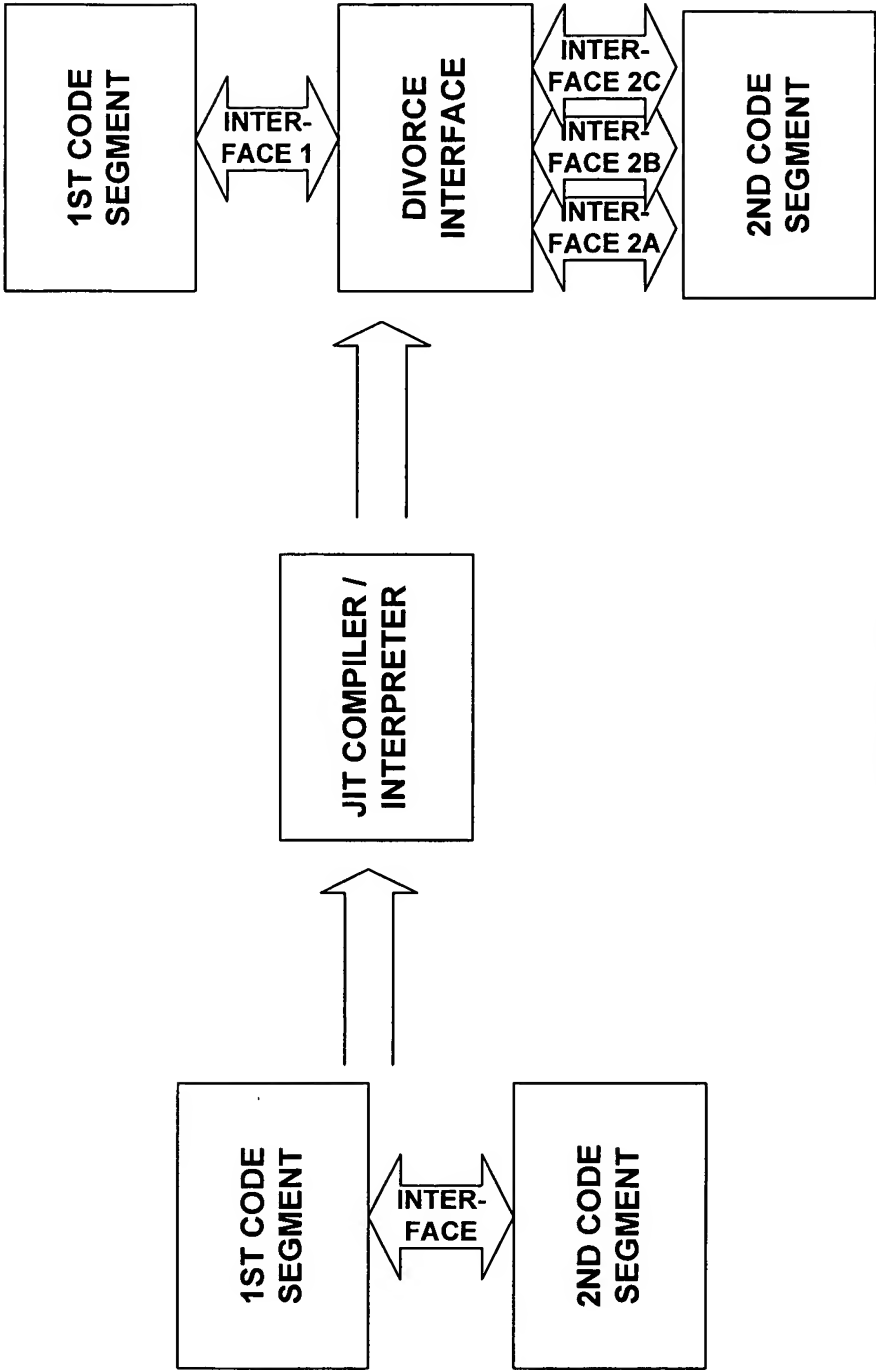 1ST CODE
SEGMENT
INTER-
FACE 1
DIVORCE
INTERFACE
INTER-
FACE 2C
INTER-
FACE 2B
INTER-
FACE 2A
2ND CODE
SEGMENT
JIT COMPILER /
INTERPRETER
1ST CODE
SEGMENT
INTER-
FACE
2ND CODE
SEGMENT